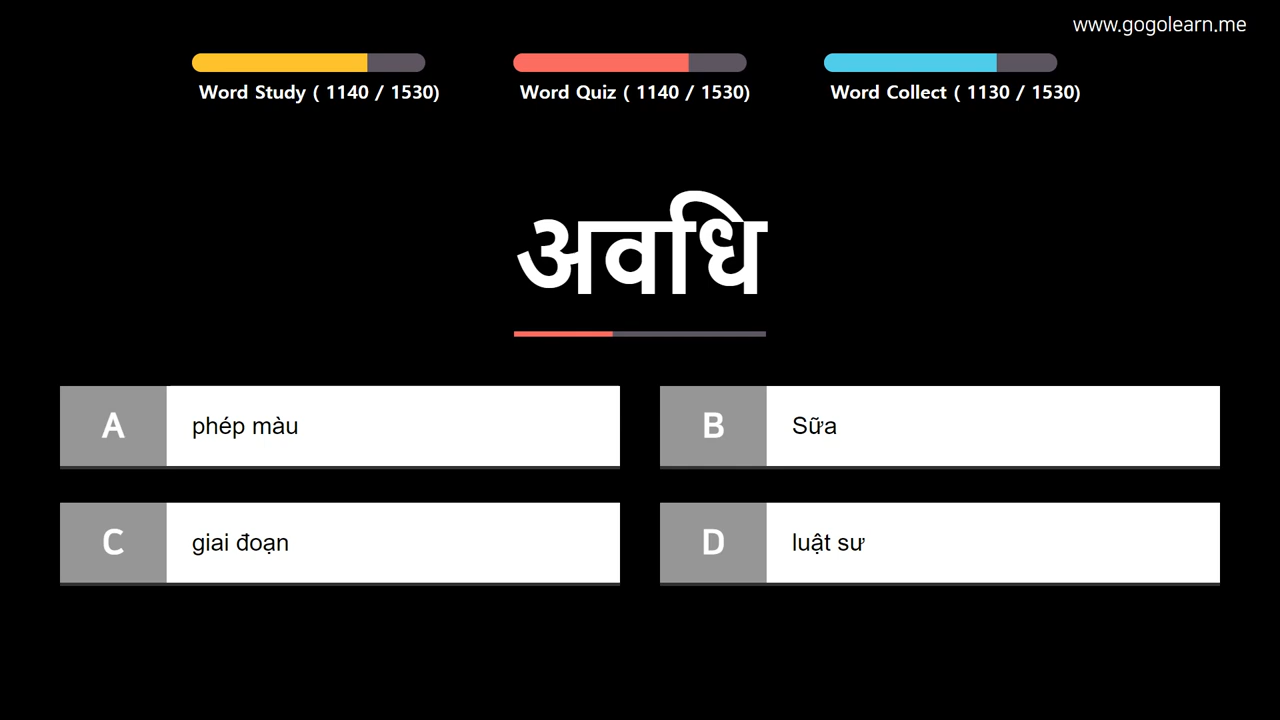 www.gogolearn.me
Word Study ( 1140 / 1530)
Word Quiz ( 1140 / 1530)
Word Collect ( 1130 / 1530)
अवधि
A phép màu
B Sữa
C giai đoạn
D luật sư